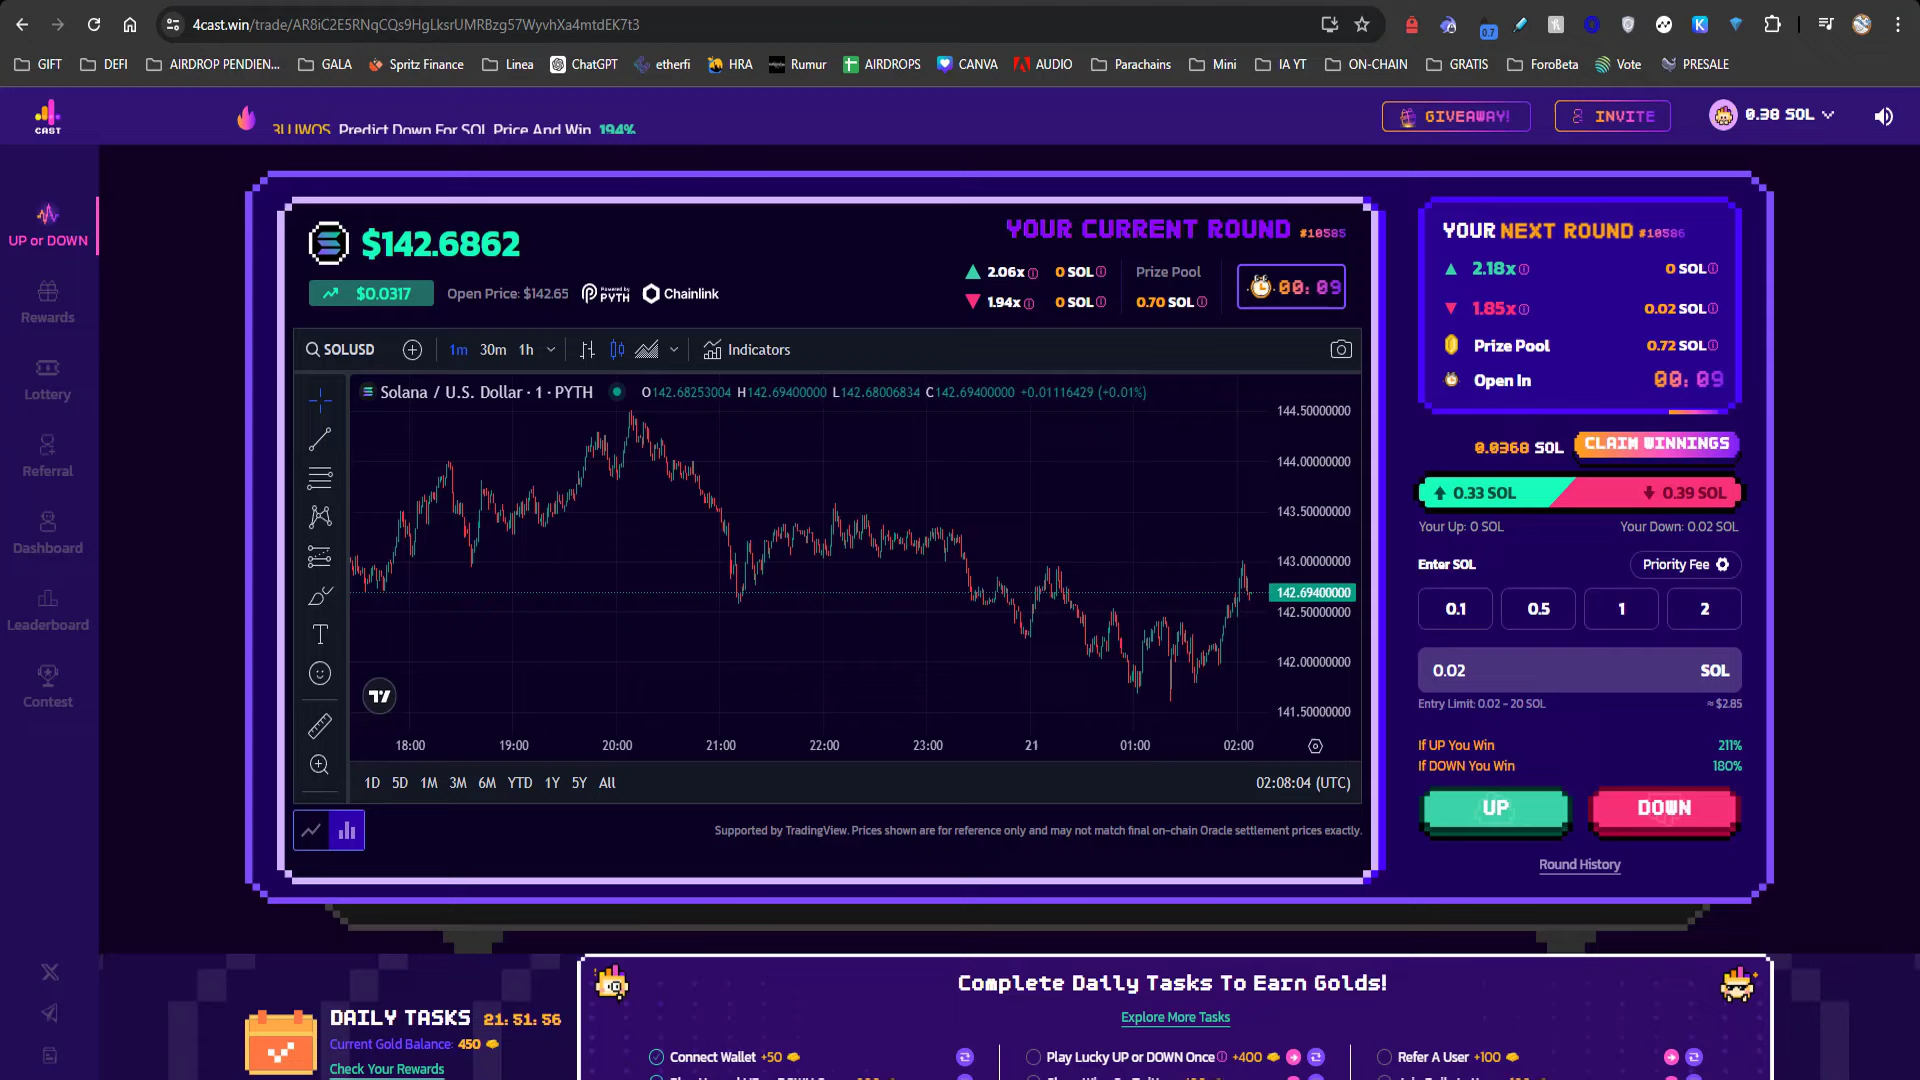 4cast.win/trade/AR8iC2E5RNqCQs9HgLksrUMRBzg57WyvhXa4mtdEK7t3
0.7
GIFT DEFI AIRDROP PENDIEN... GALA Spritz Finance Linea ChatGPT etherfi HRA Rumur AIRDROPS CANVA AUDIO Parachains Mini IA YT ON-CHAIN GRATIS ForoBeta Vote PRESALE
CAST
Predict Down For SOL Price And Win 194%
GIVEAWAY!
INVITE
0.38 SOL
UP or DOWN
Rewards
Lottery
Referral
Dashboard
Leaderboard
Contest
$142.6862
$0.0317
Open Price: $142.65
Powered by
PYTH
Chainlink
YOUR CURRENT ROUND #10585
2.06x 0 SOL
1.94x 0 SOL
Prize Pool
0.70 SOL
00:09
SOLUSD
1m 30m 1h
Indicators
Solana / U.S. Dollar · 1 · PYTH
O142.68253004 H142.69400000 L142.68006834 C142.69400000 +0.01116429 (+0.01%)
144.50000000
144.00000000
143.50000000
143.00000000
142.69400000
142.50000000
142.00000000
141.50000000
18:00 19:00 20:00 21:00 22:00 23:00 21 01:00 02:00
1D 5D 1M 3M 6M YTD 1Y 5Y All
02:08:04 (UTC)
Supported by TradingView. Prices shown are for reference only and may not match final on-chain Oracle settlement prices exactly.
YOUR NEXT ROUND #10586
2.18x 0 SOL
1.85x 0.02 SOL
Prize Pool 0.72 SOL
Open In 00:09
0.0368 SOL
CLAIM WINNINGS
0.33 SOL 0.39 SOL
Your Up: 0 SOL Your Down: 0.02 SOL
Enter SOL
Priority Fee
0.1 0.5 1 2
0.02 SOL
Entry Limit: 0.02 - 20 SOL ≈ $2.85
If UP You Win 211%
If DOWN You Win 180%
UP
DOWN
Round History
DAILY TASKS 21:51:56
Current Gold Balance: 450
Check Your Rewards
Complete Daily Tasks To Earn Golds!
Explore More Tasks
Connect Wallet +50
Play Lucky UP or DOWN Once +400
Refer A User +100